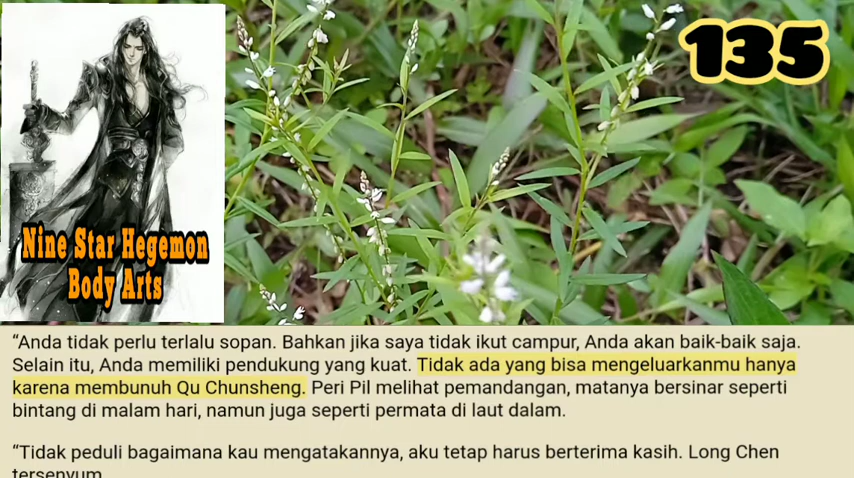 135
Nine Star Hegemon
Body Arts
“Anda tidak perlu terlalu sopan. Bahkan jika saya tidak ikut campur, Anda akan baik-baik saja.
Selain itu, Anda memiliki pendukung yang kuat. Tidak ada yang bisa mengeluarkanmu hanya
karena membunuh Qu Chunsheng. Peri Pil melihat pemandangan, matanya bersinar seperti
bintang di malam hari, namun juga seperti permata di laut dalam.
“Tidak peduli bagaimana kau mengatakannya, aku tetap harus berterima kasih. Long Chen
tersenyum